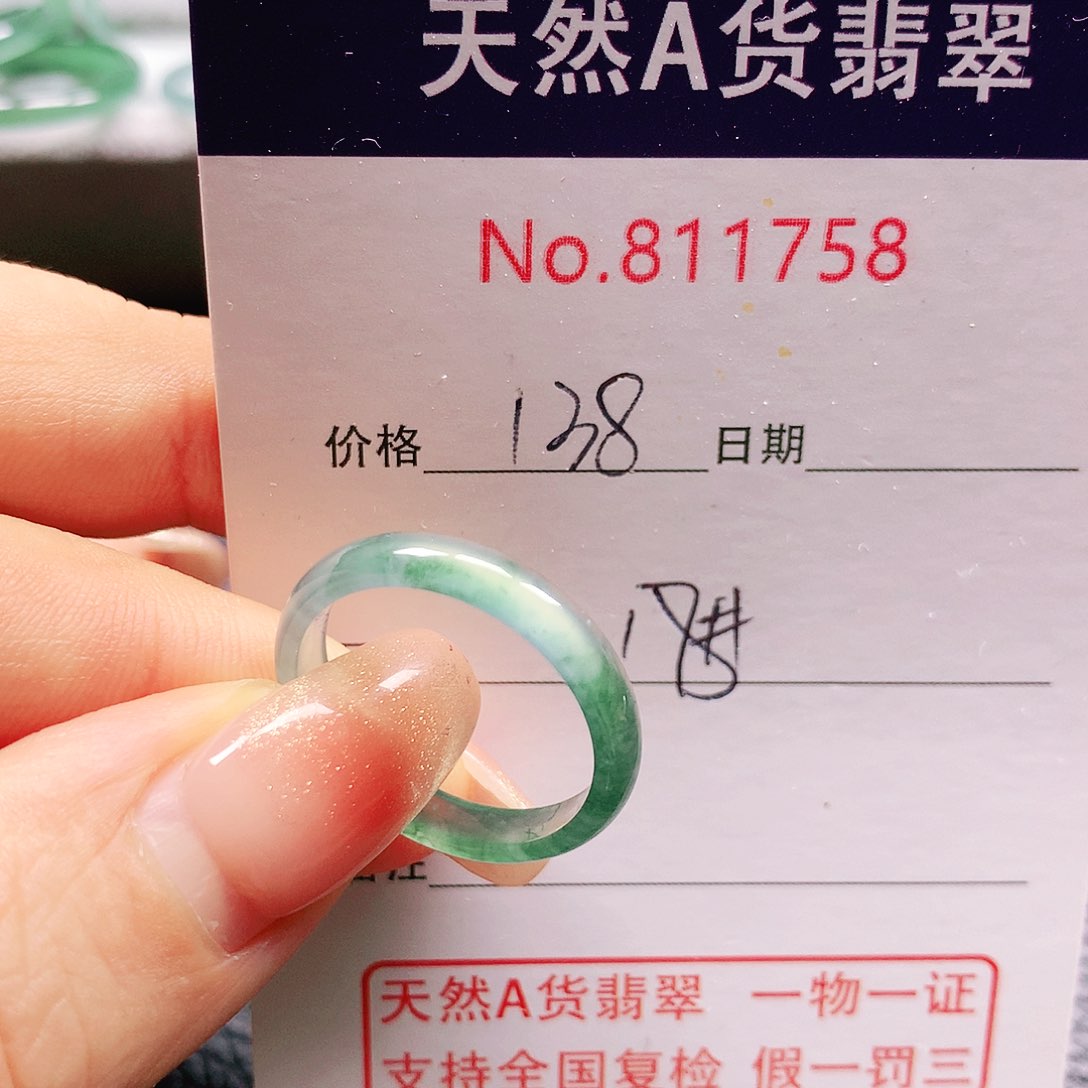 天然A货翡翠
No.811758
价格 138 日期
18#
注
天然A货翡翠 一物一证
支持全国复检 假一罚三